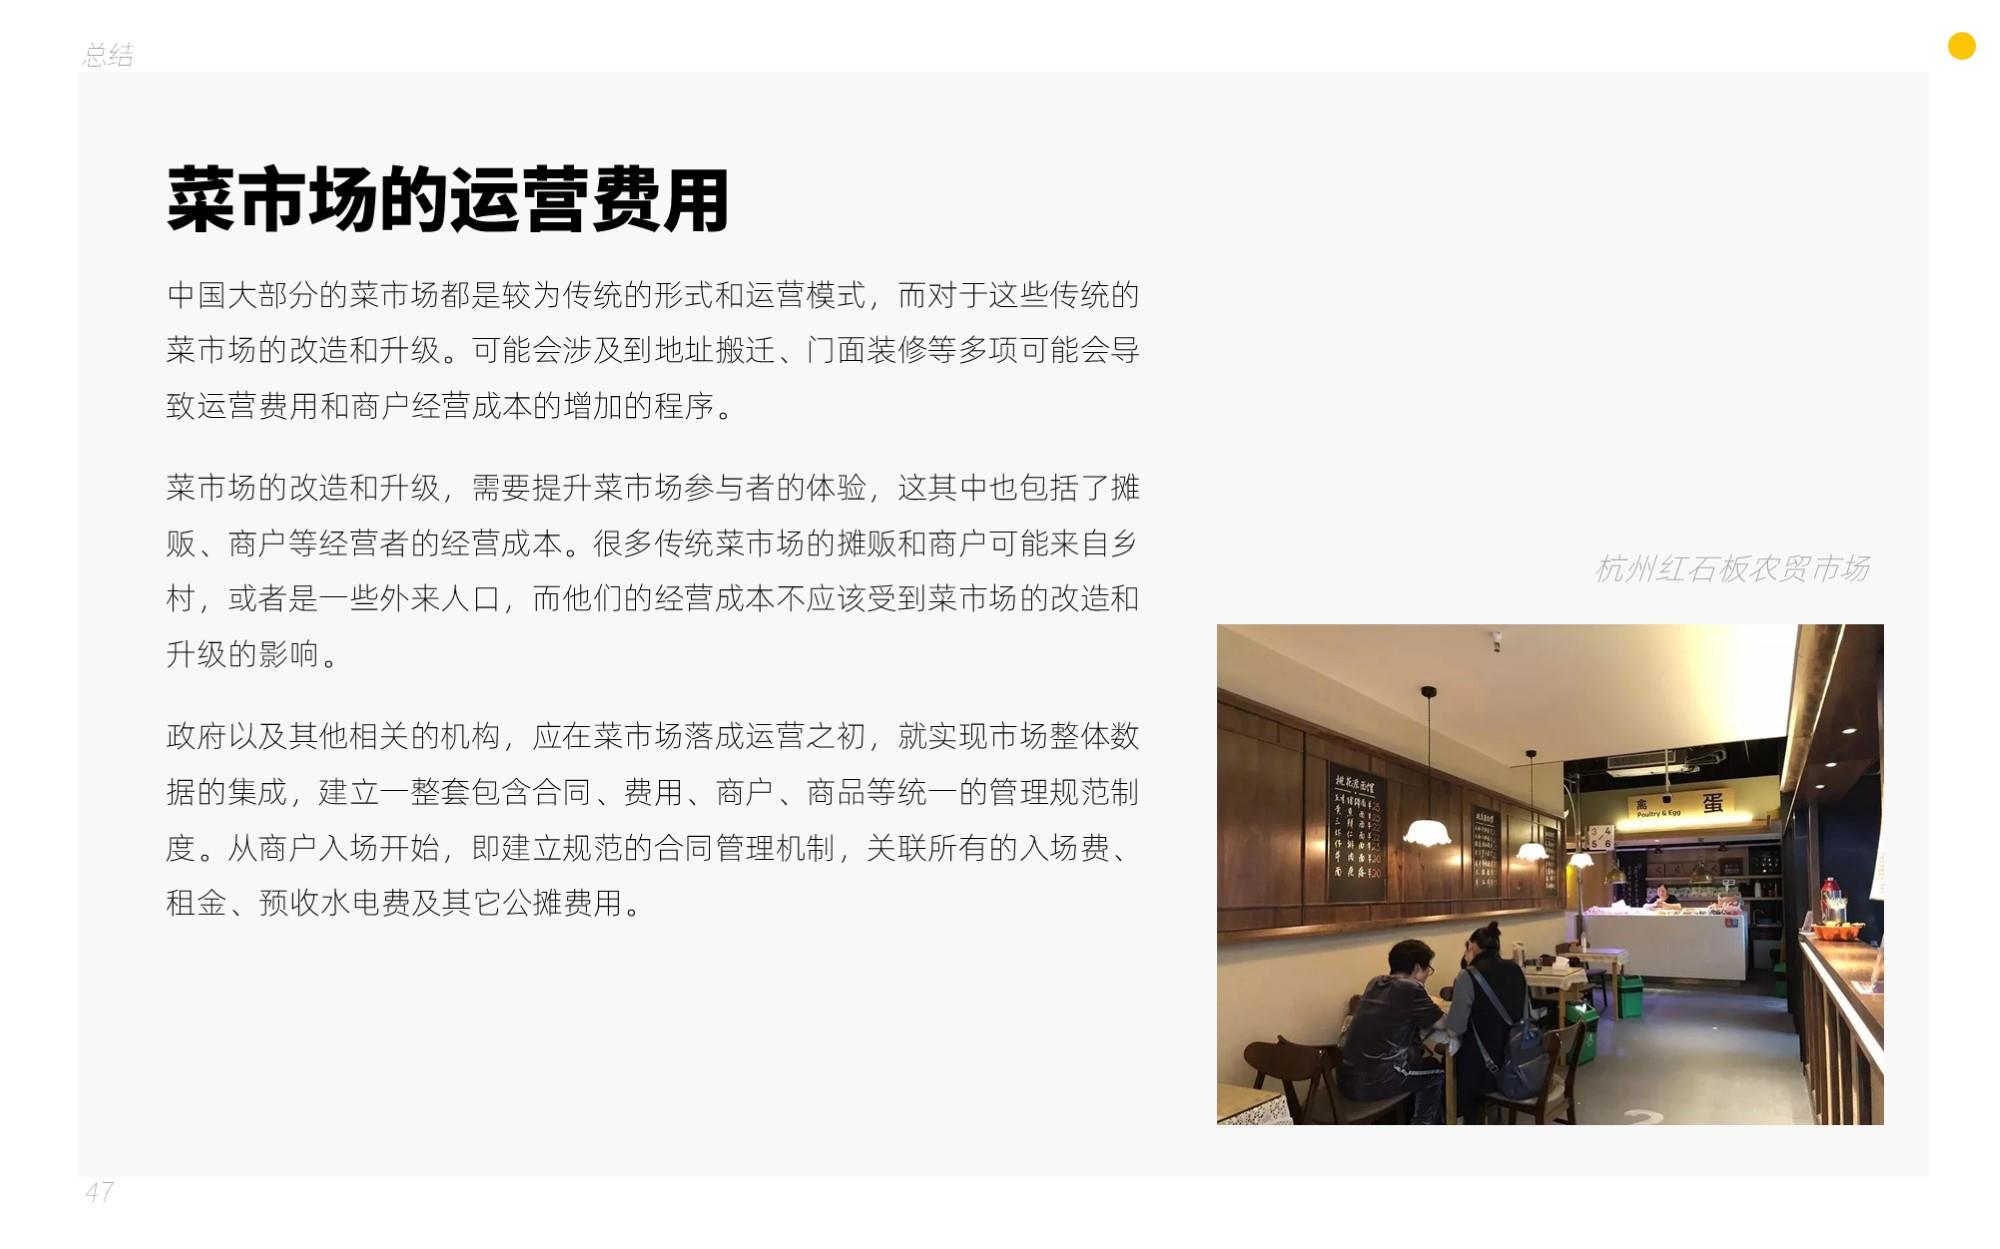 总结
菜市场的运营费用
中国大部分的菜市场都是较为传统的形式和运营模式，而对于这些传统的
菜市场的改造和升级。可能会涉及到地址搬迁、门面装修等多项可能会导
致运营费用和商户经营成本的增加的程序。
菜市场的改造和升级，需要提升菜市场参与者的体验，这其中也包括了摊
贩、商户等经营者的经营成本。很多传统菜市场的摊贩和商户可能来自乡
村，或者是一些外来人口，而他们的经营成本不应该受到菜市场的改造和
升级的影响。
政府以及其他相关的机构，应在菜市场落成运营之初，就实现市场整体数
据的集成，建立一整套包含合同、费用、商户、商品等统一的管理规范制
度。从商户入场开始，即建立规范的合同管理机制，关联所有的入场费、
租金、预收水电费及其它公摊费用。
杭州红石板农贸市场
禽 蛋
Poultry & Egg
3 4
5 6
47